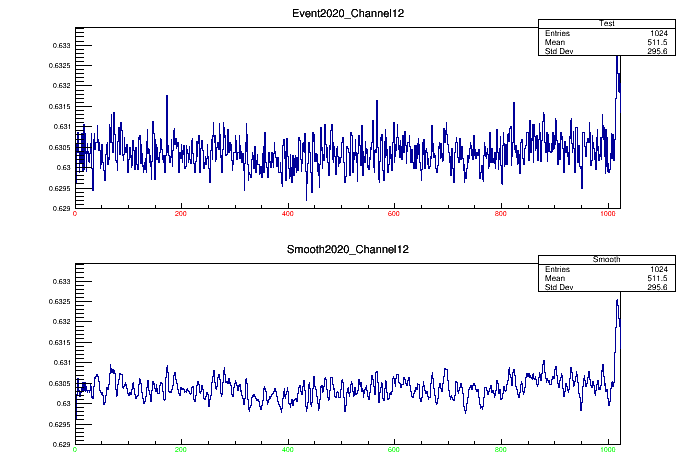 Event2020_Channel12
Test
Entries 1024
Mean 511.5
Std Dev 295.6
0.633
0.6325
0.632
0.6315
0.631
0.6305
0.63
0.6295
0.629
0 200 400 600 800 1000
Smooth2020_Channel12
Smooth
Entries 1024
Mean 511.5
Std Dev 295.6
0.633
0.6325
0.632
0.6315
0.631
0.6305
0.63
0.6295
0.629
0 200 400 600 800 1000